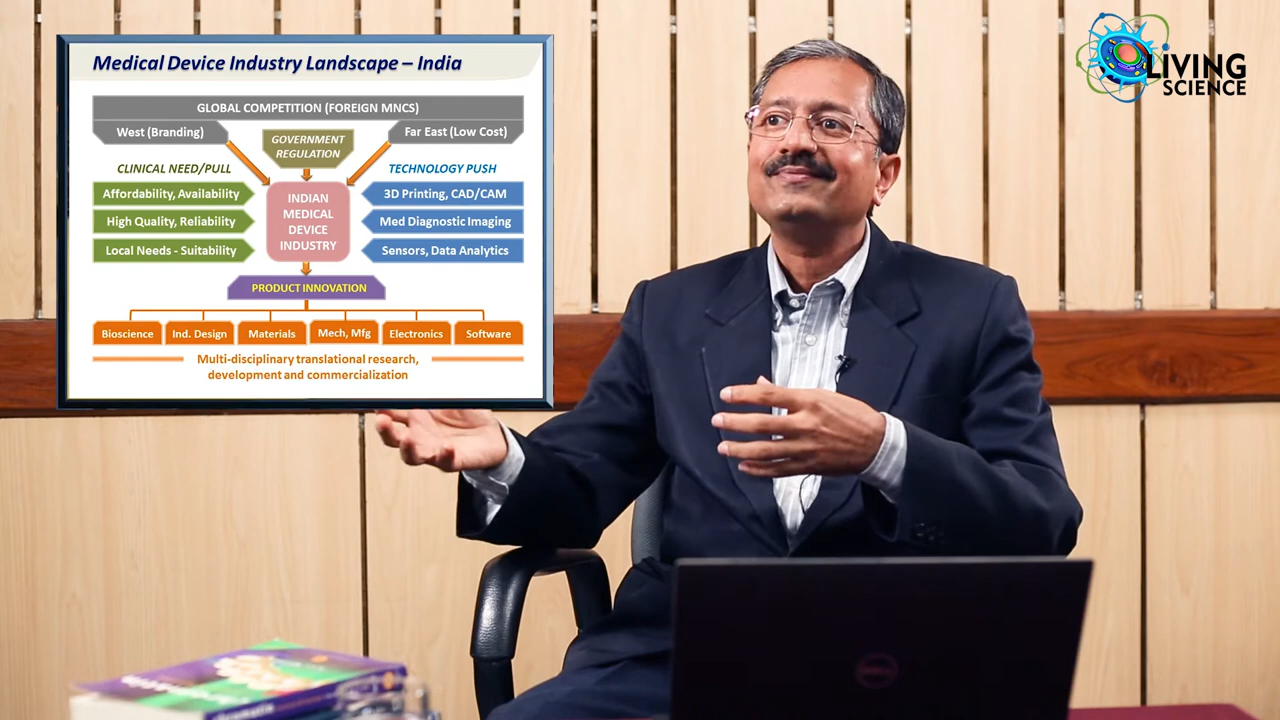 Medical Device Industry Landscape – India
GLOBAL COMPETITION (FOREIGN MNCS)
West (Branding)
GOVERNMENT
REGULATION
Far East (Low Cost)
CLINICAL NEED/PULL
TECHNOLOGY PUSH
Affordability, Availability
High Quality, Reliability
Local Needs - Suitability
INDIAN
MEDICAL
DEVICE
INDUSTRY
3D Printing, CAD/CAM
Med Diagnostic Imaging
Sensors, Data Analytics
PRODUCT INNOVATION
Bioscience
Ind. Design
Materials
Mech, Mfg
Electronics
Software
Multi-disciplinary translational research,
development and commercialization
LIVING
SCIENCE
DELL